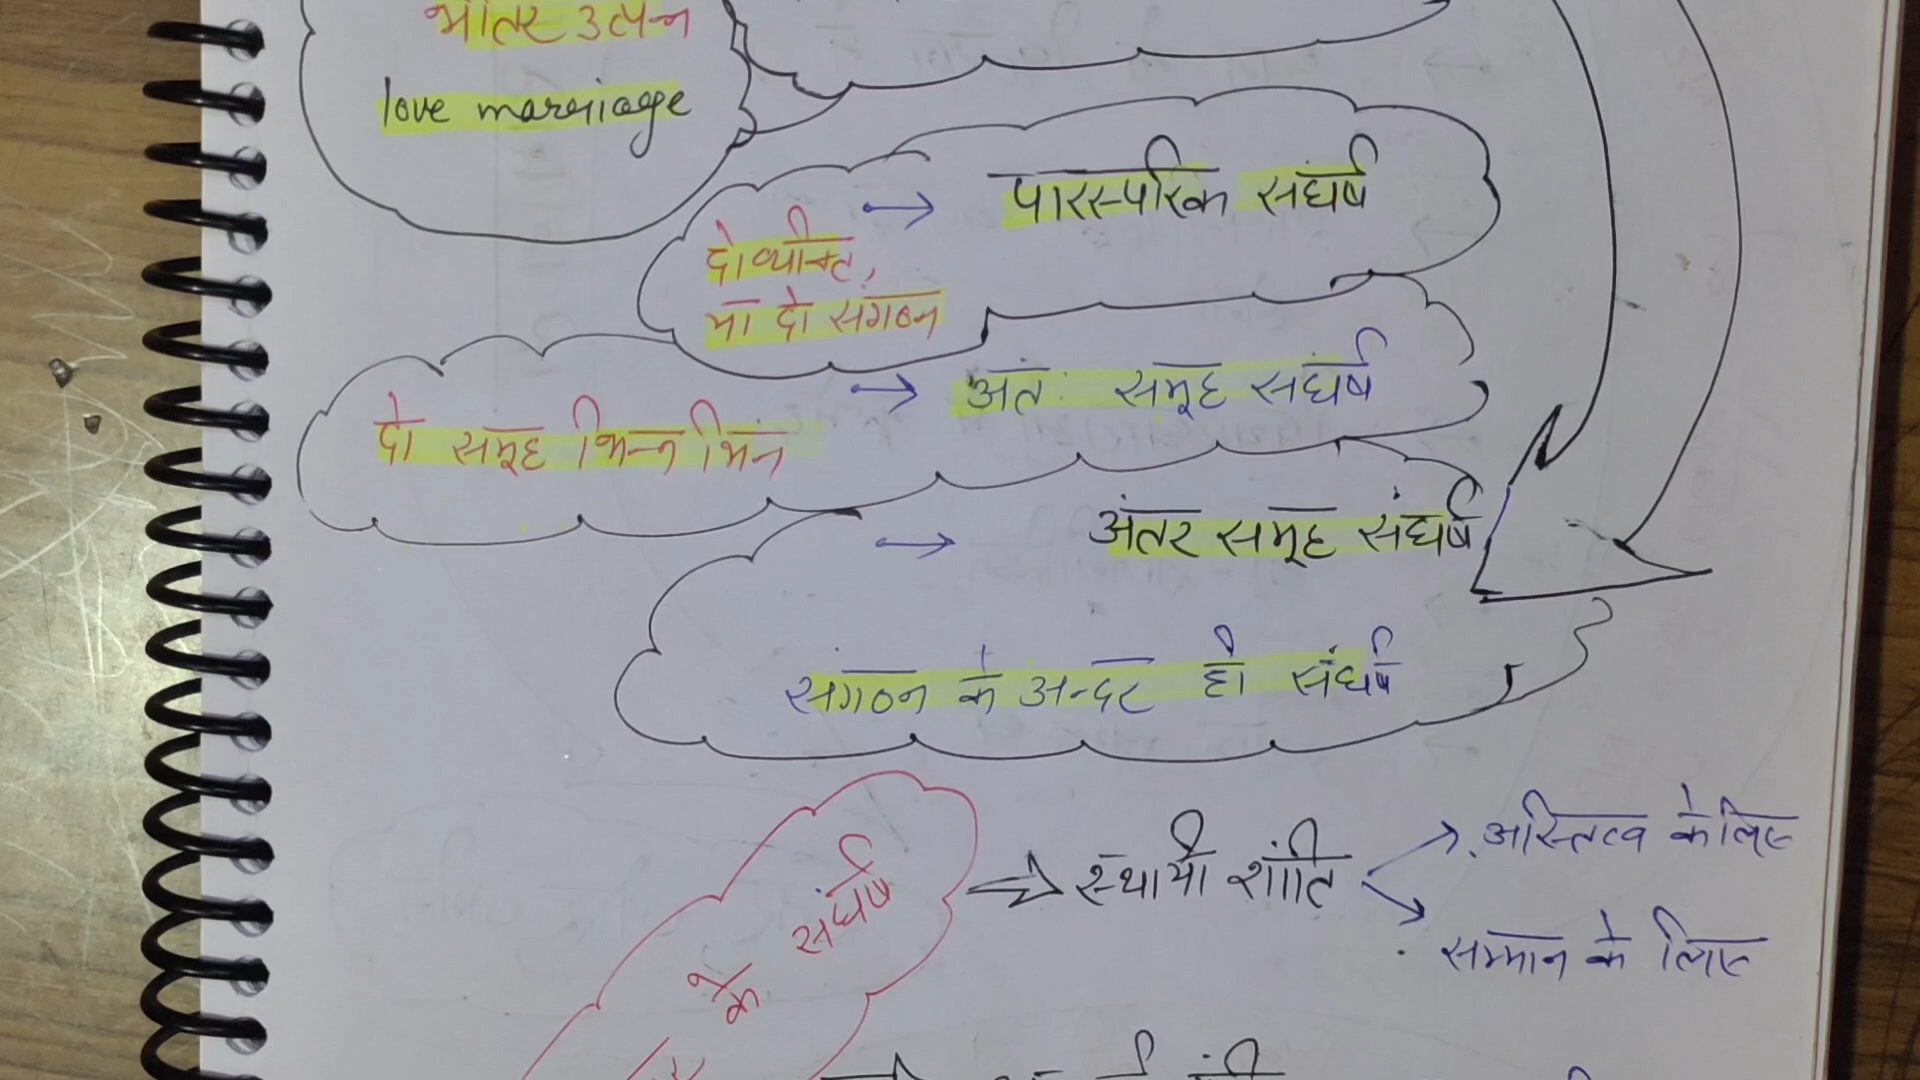 भीतर उत्पन्न
love marriage
पारस्परिक संघर्ष
दो व्यक्ति,
या दो संगठन
अंत: समूह संघर्ष
दो समूह भिन्न भिंन
अंतर समूह संघर्ष
संगठन के अन्दर ही संघर्ष
के संघर्ष
स्थायी शांति
अस्तित्व के लिए
सम्मान के लिए